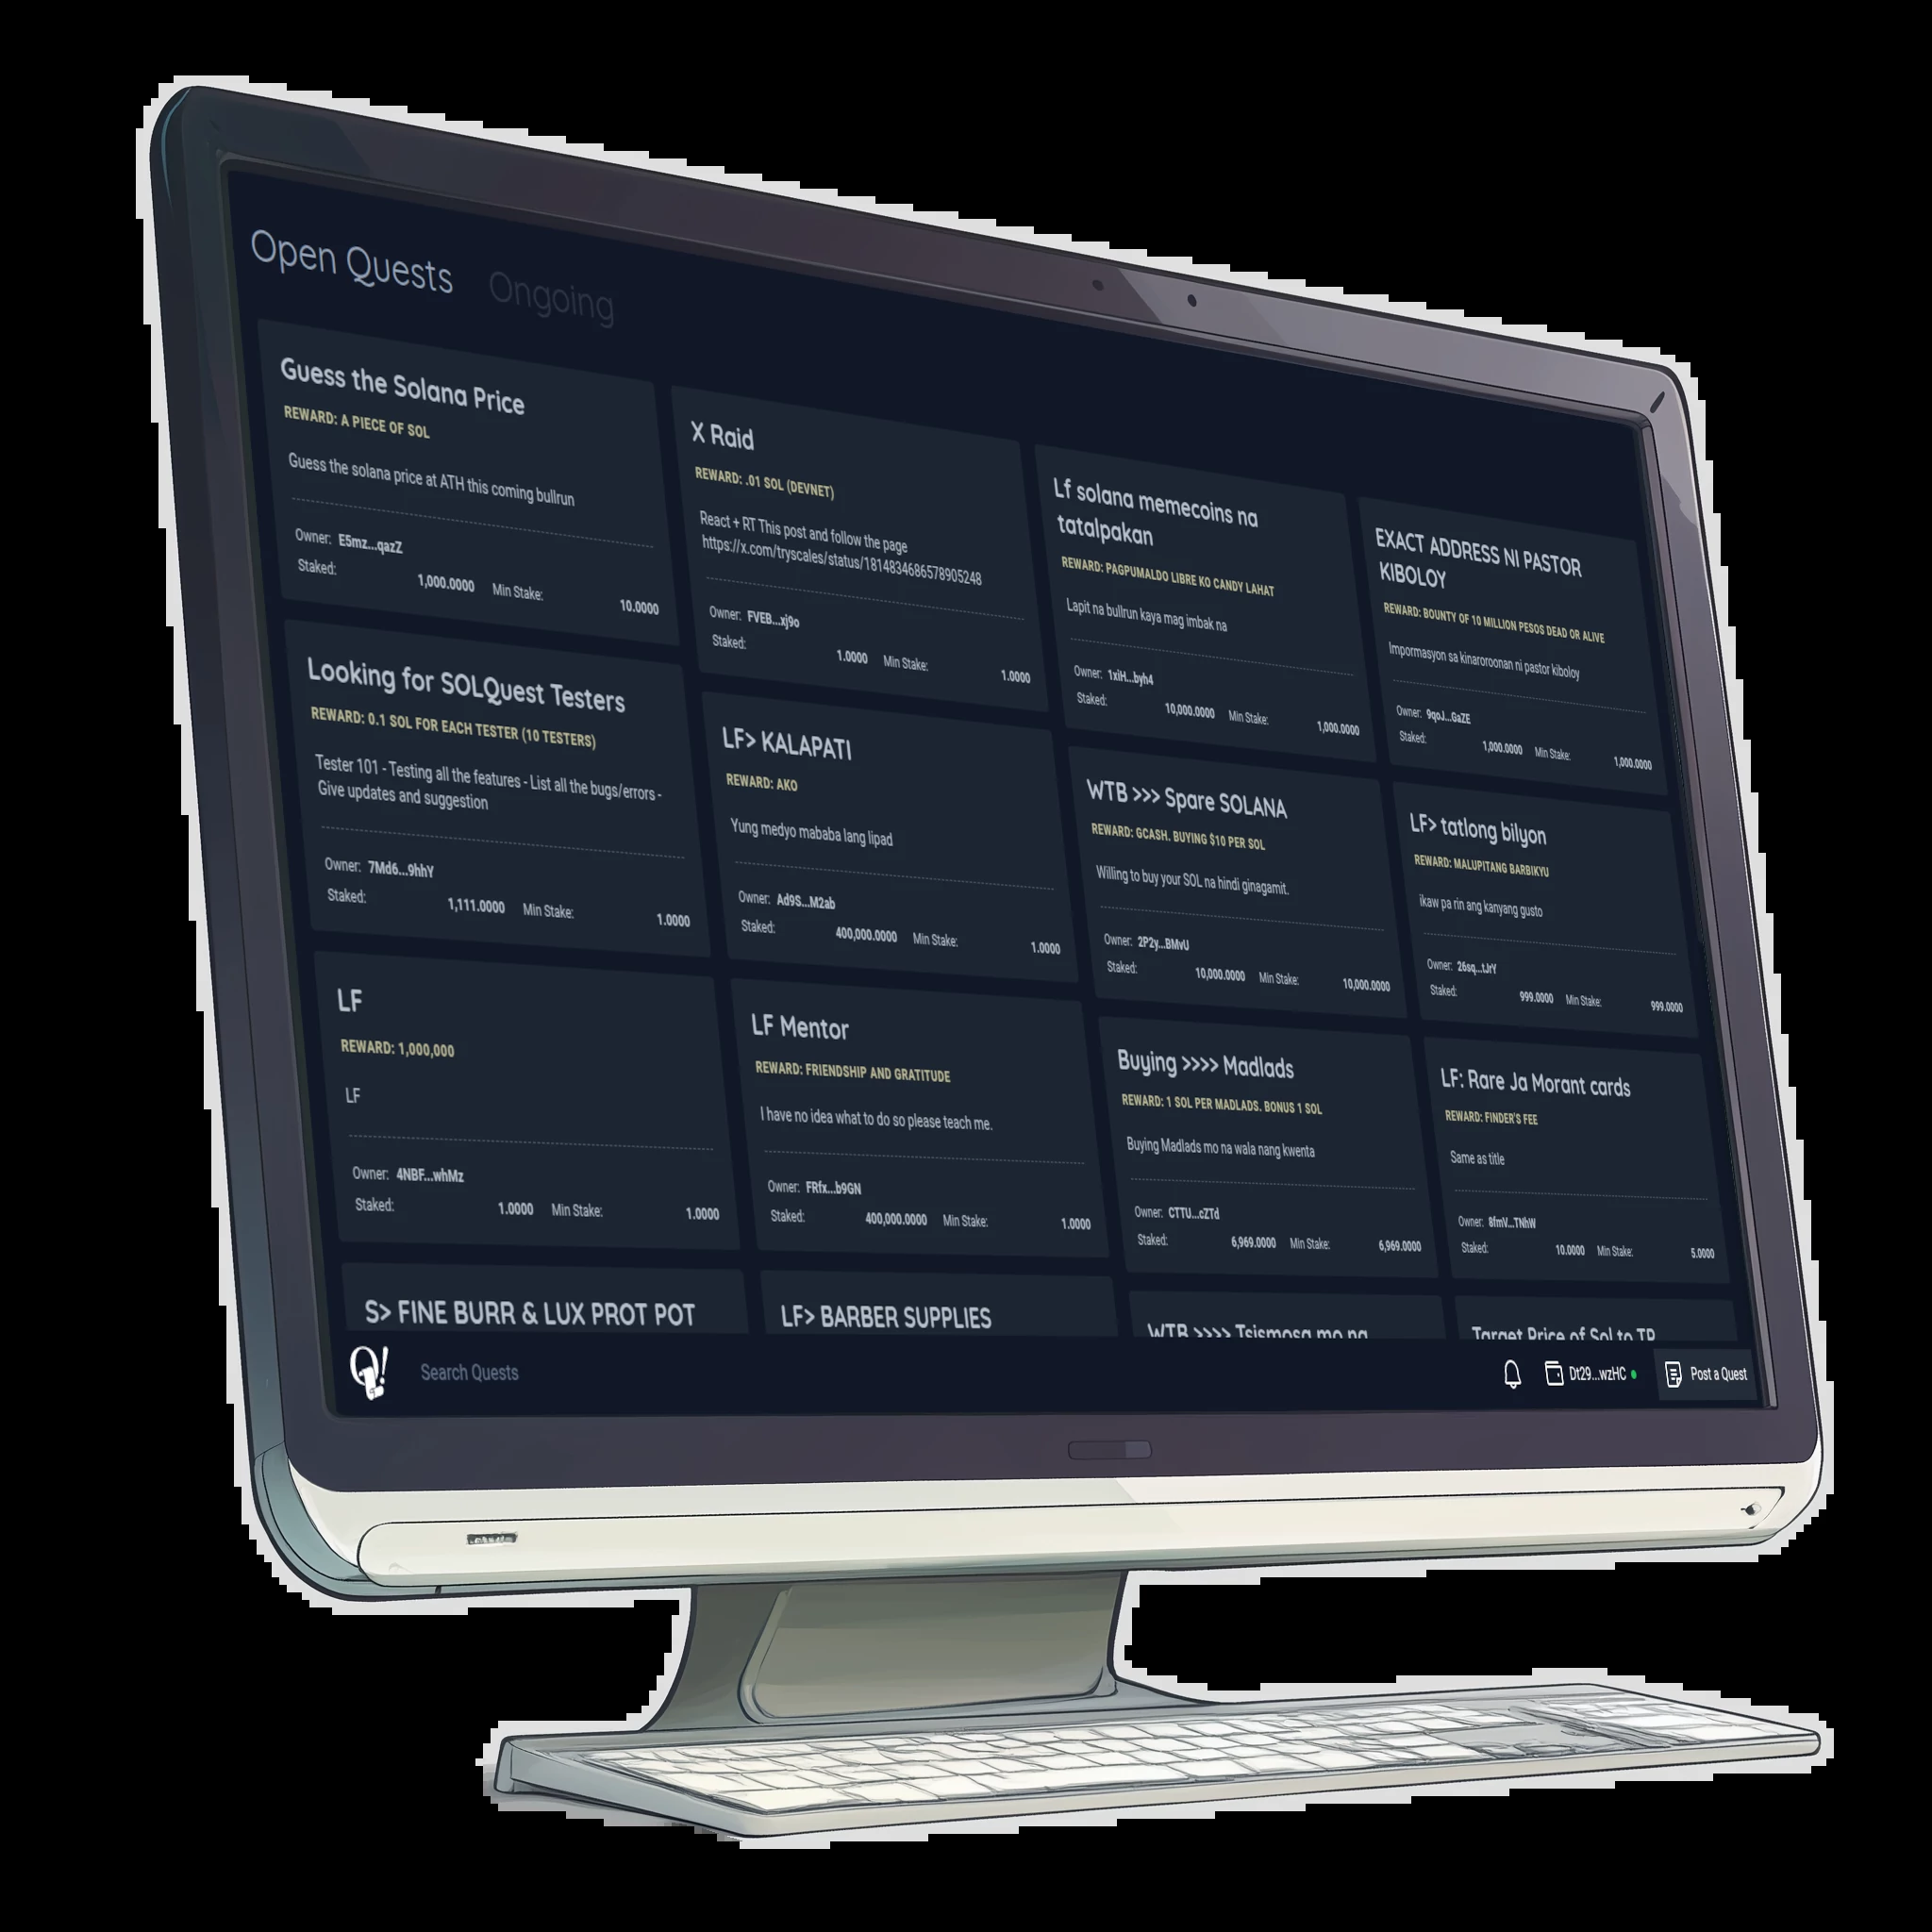 Open Quests
Ongoing
Guess the Solana Price
REWARD: A PIECE OF SOL
Guess the solana price at ATH this coming bullrun
Owner: E5mz...qazZ
Staked: 1,000.0000 Min Stake: 10.0000
X Raid
REWARD: .01 SOL (DEVNET)
React + RT This post and follow the page
https://x.com/tryscales/status/1814834686578905248
Owner: FVEB...xj9o
Staked: 1.0000 Min Stake: 1.0000
Lf solana memecoins na
tatalpakan
REWARD: PAGPUMALDO LIBRE KO CANDY LAHAT
Lapit na bullrun kaya mag imbak na
Owner: 1xiH...byh4
Staked: 10,000.0000 Min Stake: 1,000.0000
EXACT ADDRESS NI PASTOR
KIBOLOY
REWARD: BOUNTY OF 10 MILLION PESOS DEAD OR ALIVE
Impormasyon sa kinaroroonan ni pastor kiboloy
Owner: 9qoJ...GaZE
Staked: 1,000.0000 Min Stake: 1,000.0000
Looking for SOLQuest Testers
REWARD: 0.1 SOL FOR EACH TESTER (10 TESTERS)
Tester 101 - Testing all the features - List all the bugs/errors -
Give updates and suggestion
Owner: 7Md6...9hhY
Staked: 1,111.0000 Min Stake: 1.0000
LF> KALAPATI
REWARD: AKO
Yung medyo mababa lang lipad
Owner: Ad9S...M2ab
Staked: 400,000.0000 Min Stake: 1.0000
WTB >>> Spare SOLANA
REWARD: GCASH. BUYING $10 PER SOL
Willing to buy your SOL na hindi ginagamit.
Owner: 2P2y...BMvU
Staked: 10,000.0000 Min Stake: 10,000.0000
LF> tatlong bilyon
REWARD: MALUPITANG BARBIKYU
ikaw pa rin ang kanyang gusto
Owner: 26sq...tJrY
Staked: 999.0000 Min Stake: 999.0000
LF
REWARD: 1,000,000
LF
Owner: 4NBF...whMz
Staked: 1.0000 Min Stake: 1.0000
LF Mentor
REWARD: FRIENDSHIP AND GRATITUDE
I have no idea what to do so please teach me.
Owner: FRfx...b9GN
Staked: 400,000.0000 Min Stake: 1.0000
Buying >>>> Madlads
REWARD: 1 SOL PER MADLADS. BONUS 1 SOL
Buying Madlads mo na wala nang kwenta
Owner: CTTU...cZTd
Staked: 6,969.0000 Min Stake: 6,969.0000
LF: Rare Ja Morant cards
REWARD: FINDER'S FEE
Same as title
Owner: 8fmV...TNhW
Staked: 10.0000 Min Stake: 5.0000
S> FINE BURR & LUX PROT POT
LF> BARBER SUPPLIES
WTB >>>> Tsismosa mo na
Target Price of Sol to TP
Q!
Search Quests
Dt29...wzHC
Post a Quest